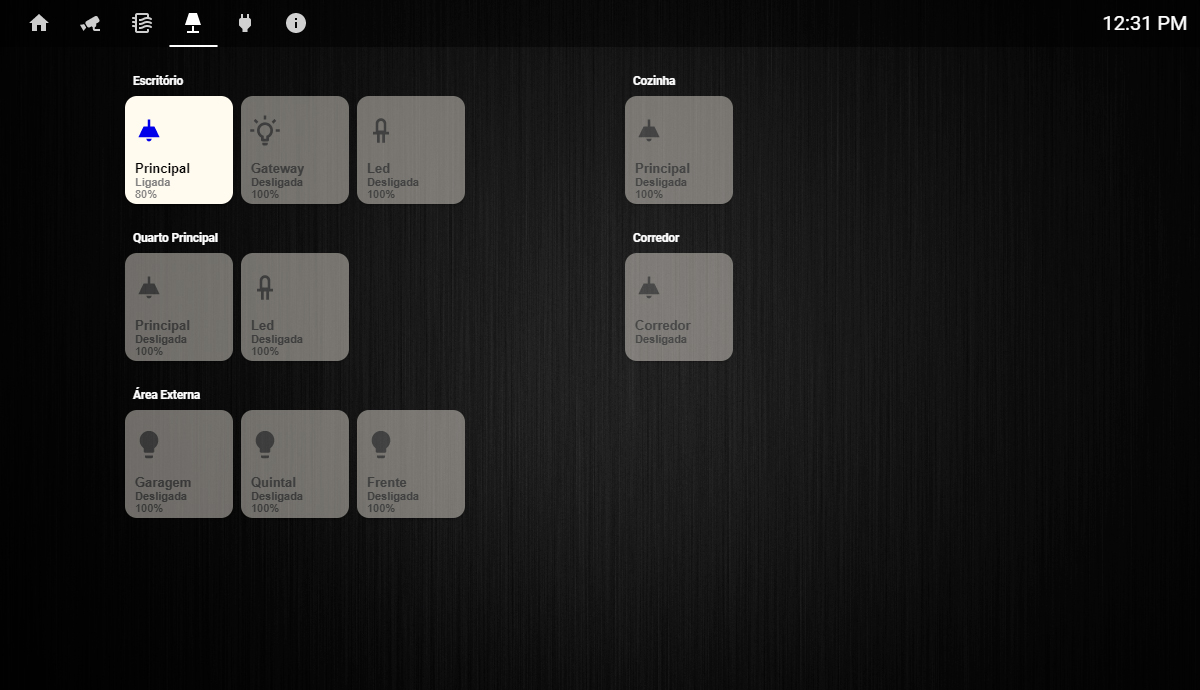 12:31 PM
Escritório
Principal
Ligada
80%
Gateway
Desligada
100%
Led
Desligada
100%
Cozinha
Principal
Desligada
100%
Quarto Principal
Principal
Desligada
100%
Led
Desligada
100%
Corredor
Corredor
Desligada
Área Externa
Garagem
Desligada
100%
Quintal
Desligada
100%
Frente
Desligada
100%